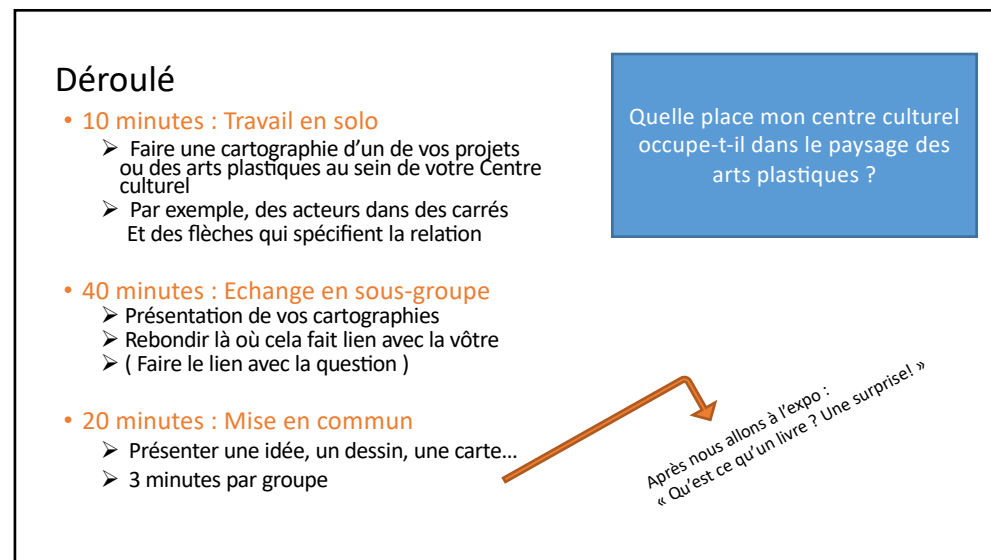 Déroulé
• 10 minutes : Travail en solo
➢ Faire une cartographie d'un de vos projets
ou des arts plastiques au sein de votre Centre
culturel
➢ Par exemple, des acteurs dans des carrés
Et des flèches qui spécifient la relation
• 40 minutes : Echange en sous-groupe
➢ Présentation de vos cartographies
➢ Rebondir là où cela fait lien avec la vôtre
➢ ( Faire le lien avec la question )
• 20 minutes : Mise en commun
➢ Présenter une idée, un dessin, une carte…
➢ 3 minutes par groupe
Quelle place mon centre culturel
occupe-t-il dans le paysage des
arts plastiques ?
Après nous allons à l'expo :
« Qu'est ce qu'un livre ? Une surprise! »